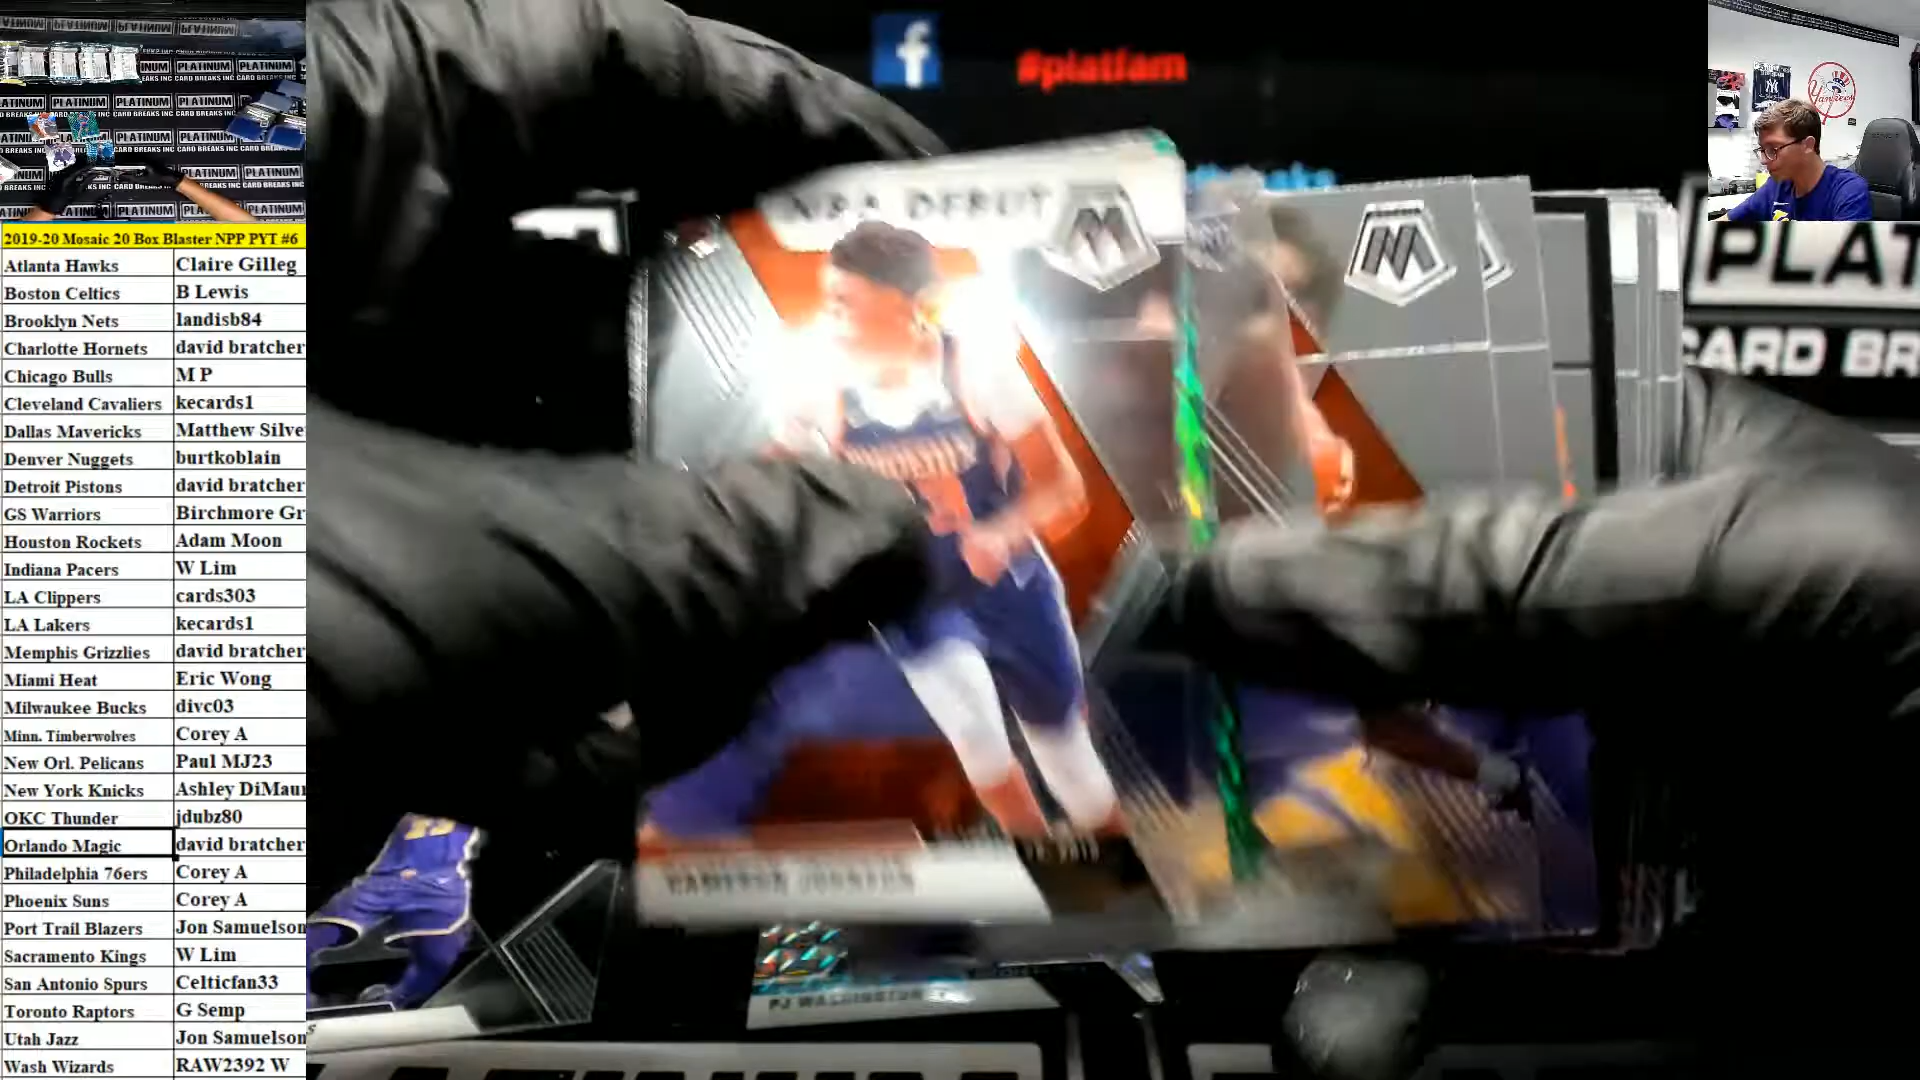 #platfam
NBA DEBUT
CAMERON JOHNSON
PJ WASHINGTON
PLAT
CARD BR
Yankees
PLATINUM
CARD BREAKS INC
2019-20 Mosaic 20 Box Blaster NPP PYT #6
Atlanta Hawks Claire Gilleg
Boston Celtics B Lewis
Brooklyn Nets landisb84
Charlotte Hornets david bratcher
Chicago Bulls M P
Cleveland Cavaliers kecards1
Dallas Mavericks Matthew Silve
Denver Nuggets burtkoblain
Detroit Pistons david bratcher
GS Warriors Birchmore Gr
Houston Rockets Adam Moon
Indiana Pacers W Lim
LA Clippers cards303
LA Lakers kecards1
Memphis Grizzlies david bratcher
Miami Heat Eric Wong
Milwaukee Bucks divc03
Minn. Timberwolves Corey A
New Orl. Pelicans Paul MJ23
New York Knicks Ashley DiMau
OKC Thunder jdubz80
Orlando Magic david bratcher
Philadelphia 76ers Corey A
Phoenix Suns Corey A
Port Trail Blazers Jon Samuelson
Sacramento Kings W Lim
San Antonio Spurs Celticfan33
Toronto Raptors G Semp
Utah Jazz Jon Samuelson
Wash Wizards RAW2392 W